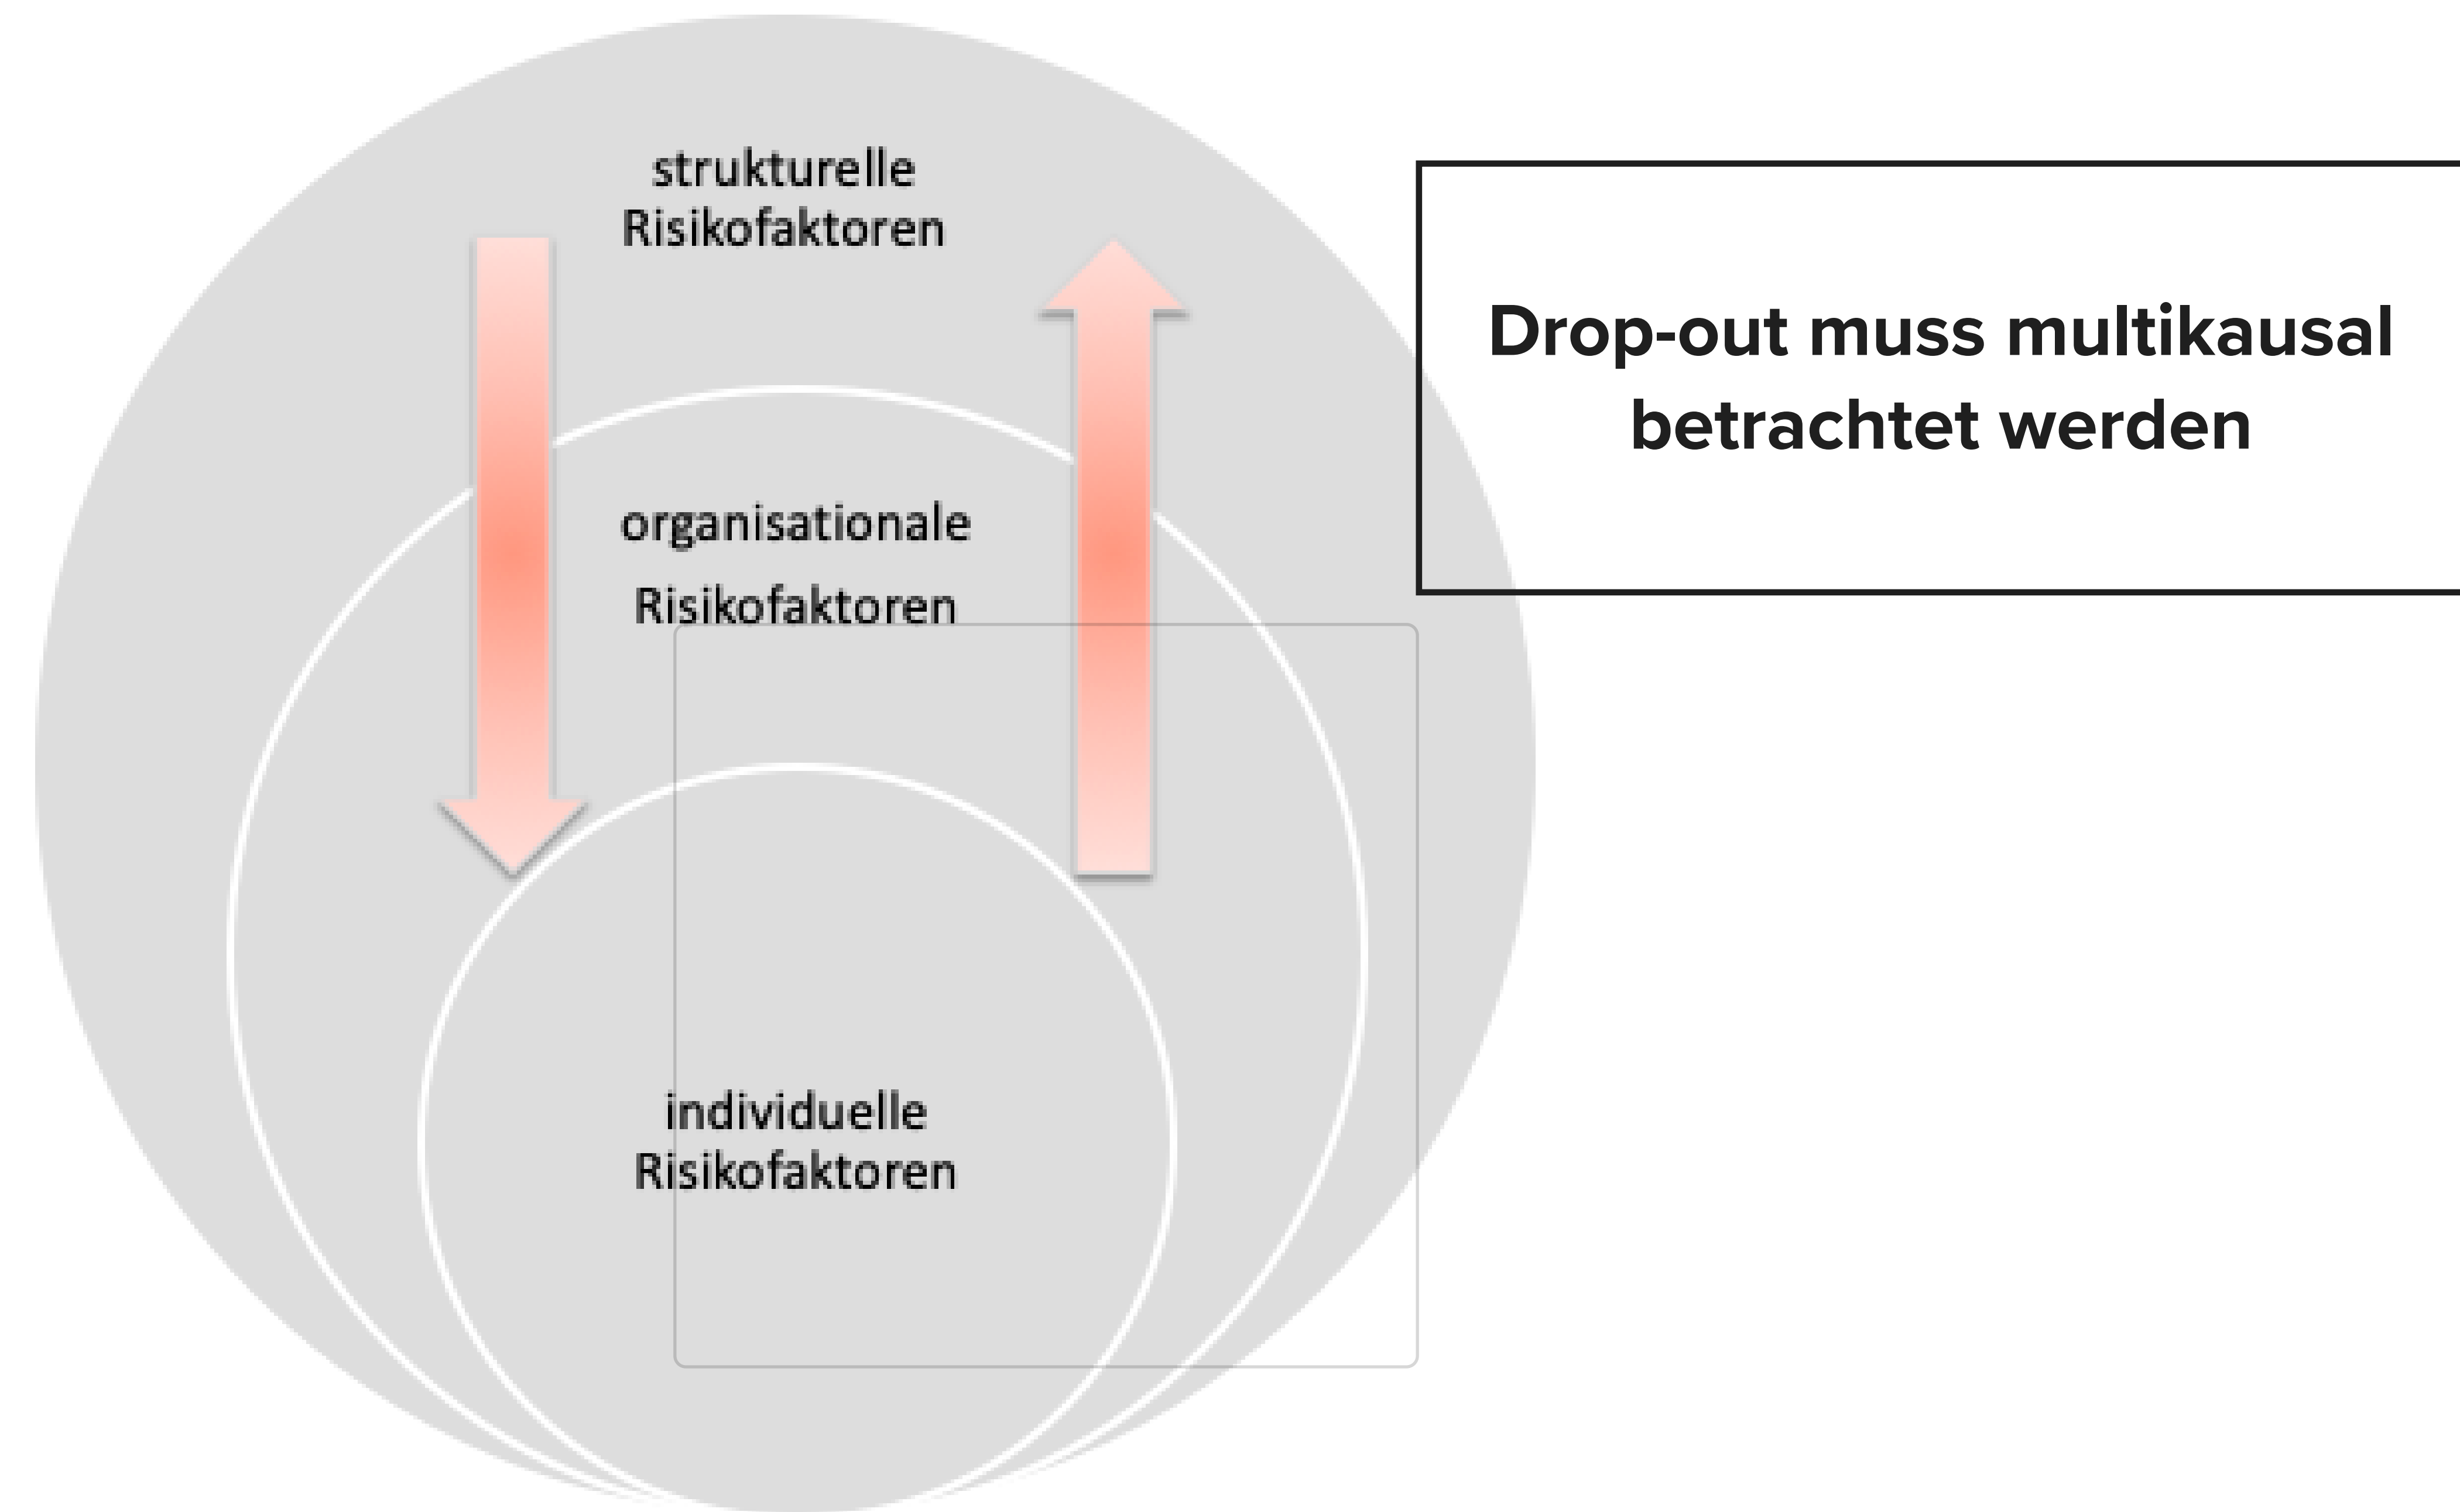 strukturelle
Risikofaktoren
organisationale
Risikofaktoren
individuelle
Risikofaktoren
Drop-out muss multikausal
betrachtet werden